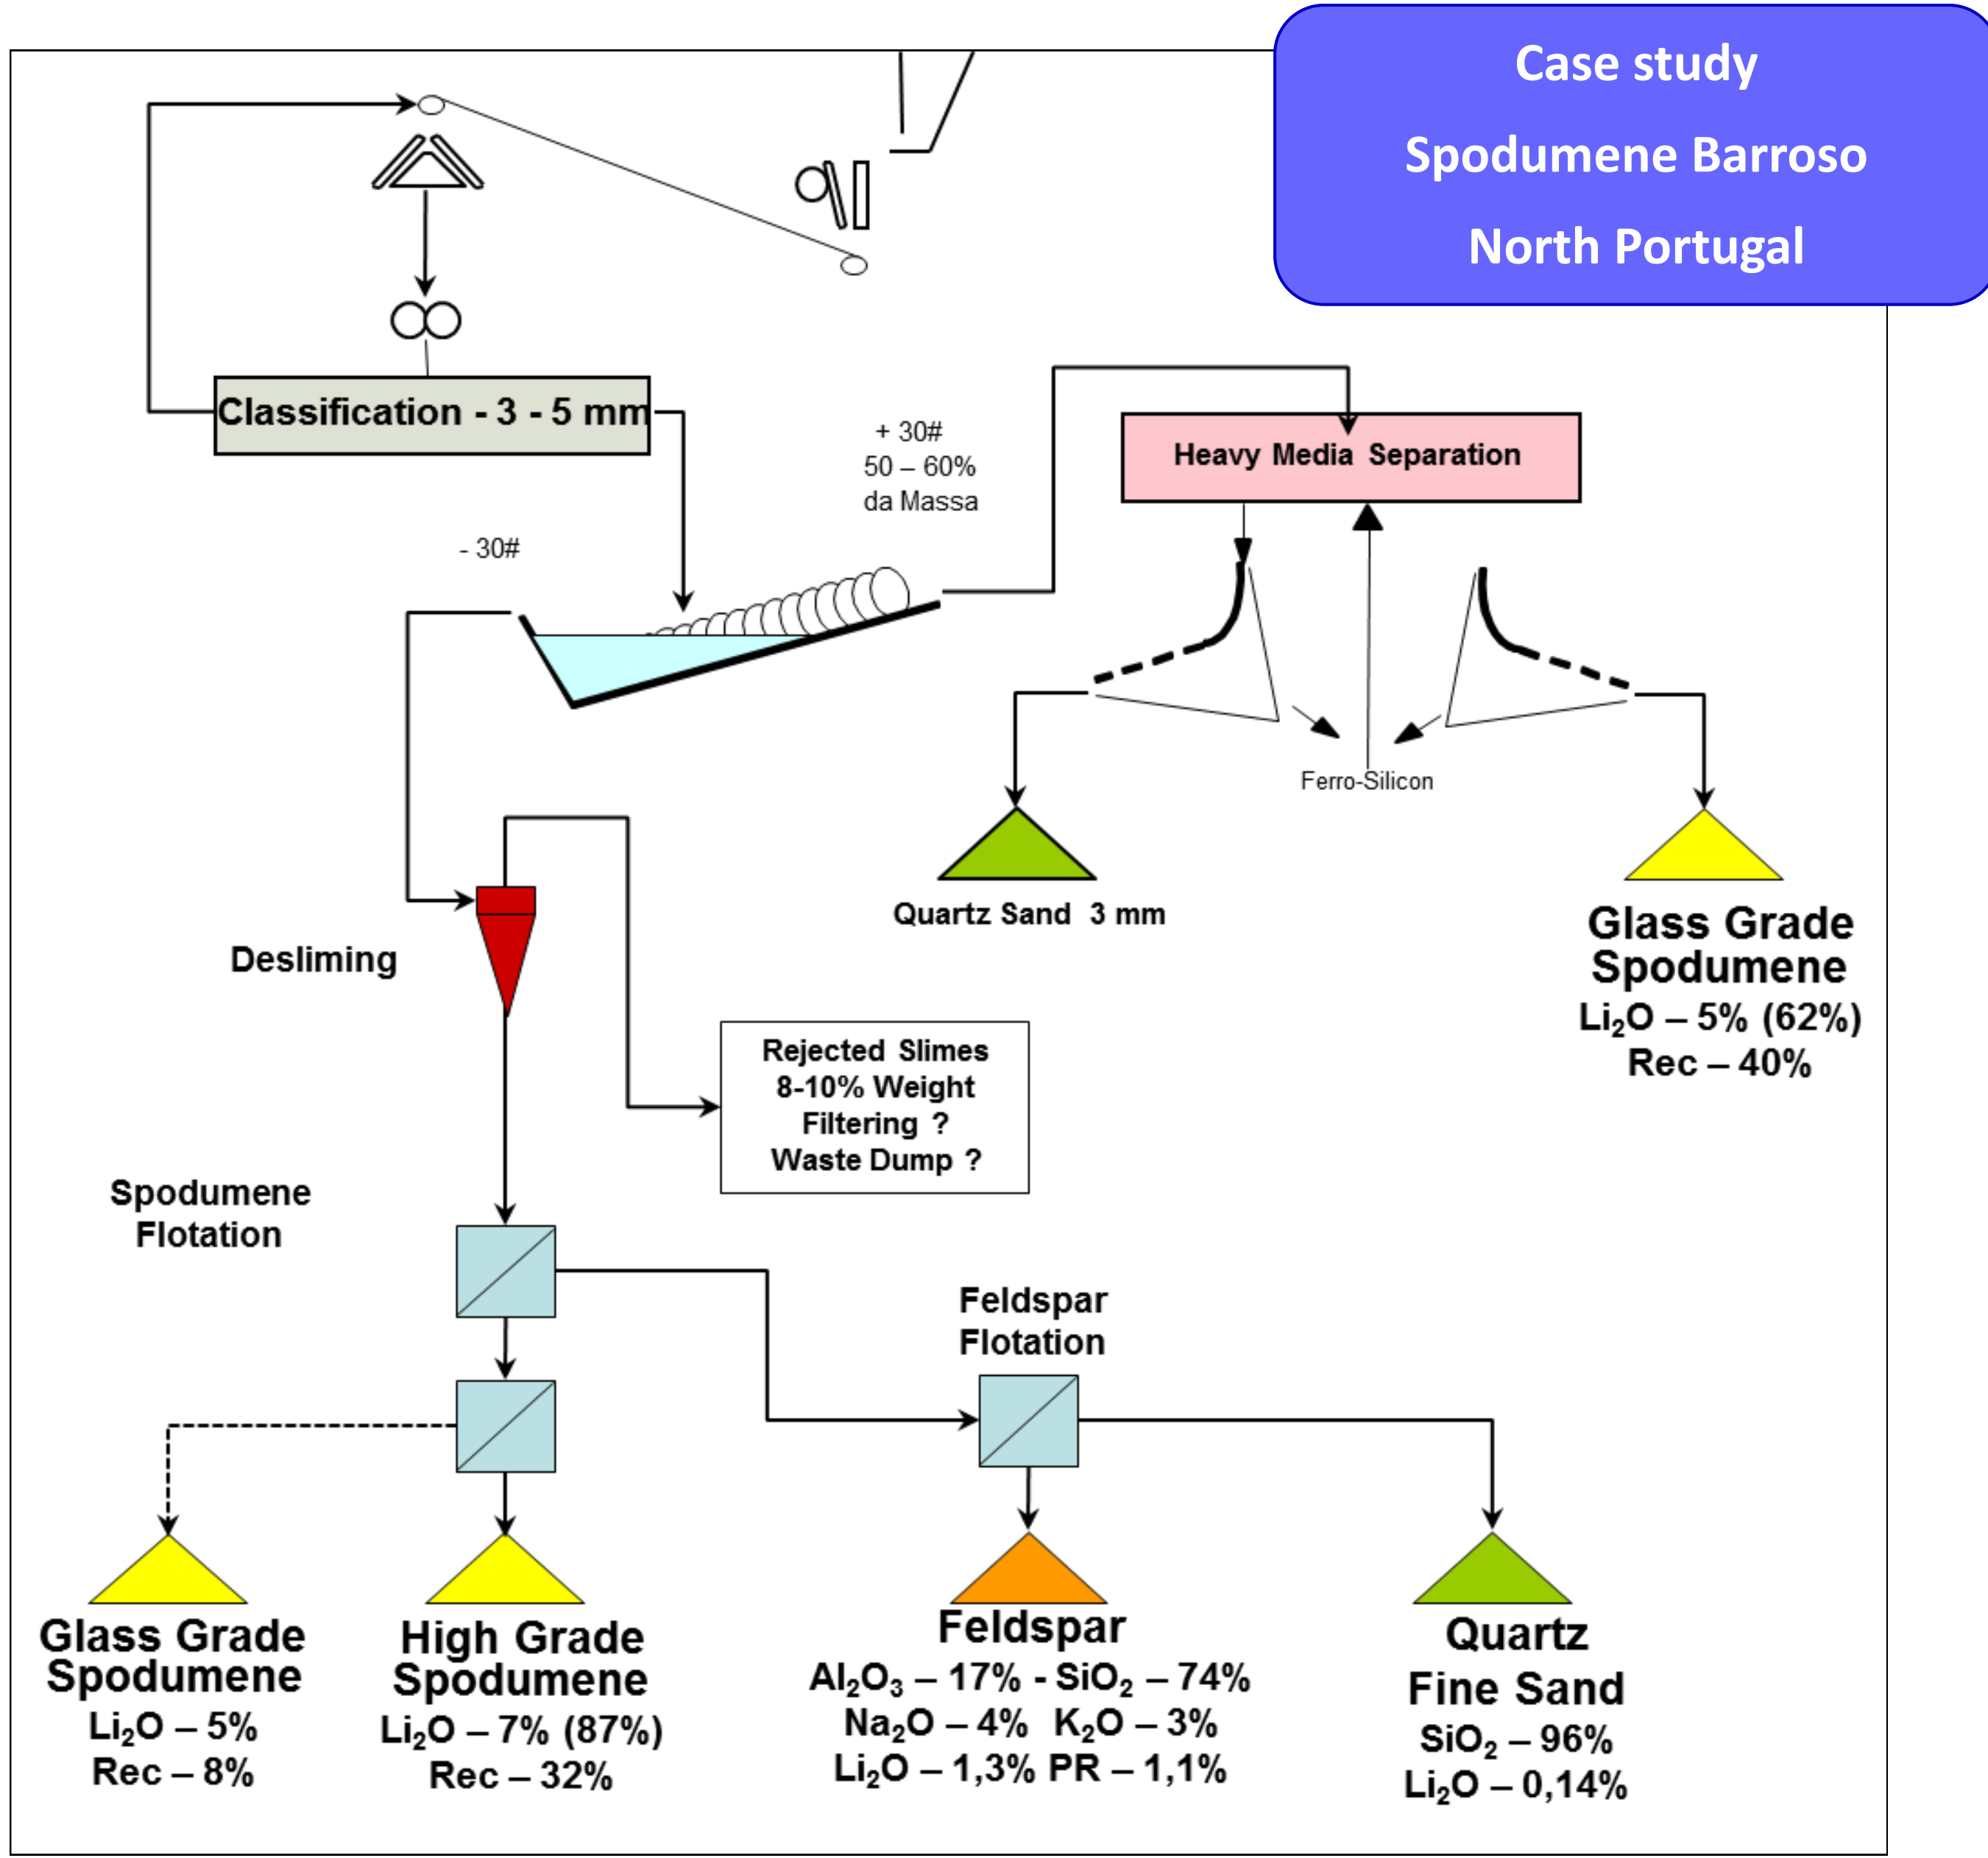 Case study
Spodumene Barroso
North Portugal
Classification - 3 - 5 mm
+ 30#
50 – 60%
da Massa
- 30#
Heavy Media Separation
Ferro-Silicon
Quartz Sand 3 mm
Glass Grade
Spodumene
Li₂O – 5% (62%)
Rec – 40%
Desliming
Rejected Slimes
8-10% Weight
Filtering ?
Waste Dump ?
Spodumene
Flotation
Feldspar
Flotation
Glass Grade
Spodumene
Li₂O – 5%
Rec – 8%
High Grade
Spodumene
Li₂O – 7% (87%)
Rec – 32%
Feldspar
Al₂O₃ – 17% - SiO₂ – 74%
Na₂O – 4% K₂O – 3%
Li₂O – 1,3% PR – 1,1%
Quartz
Fine Sand
SiO₂ – 96%
Li₂O – 0,14%